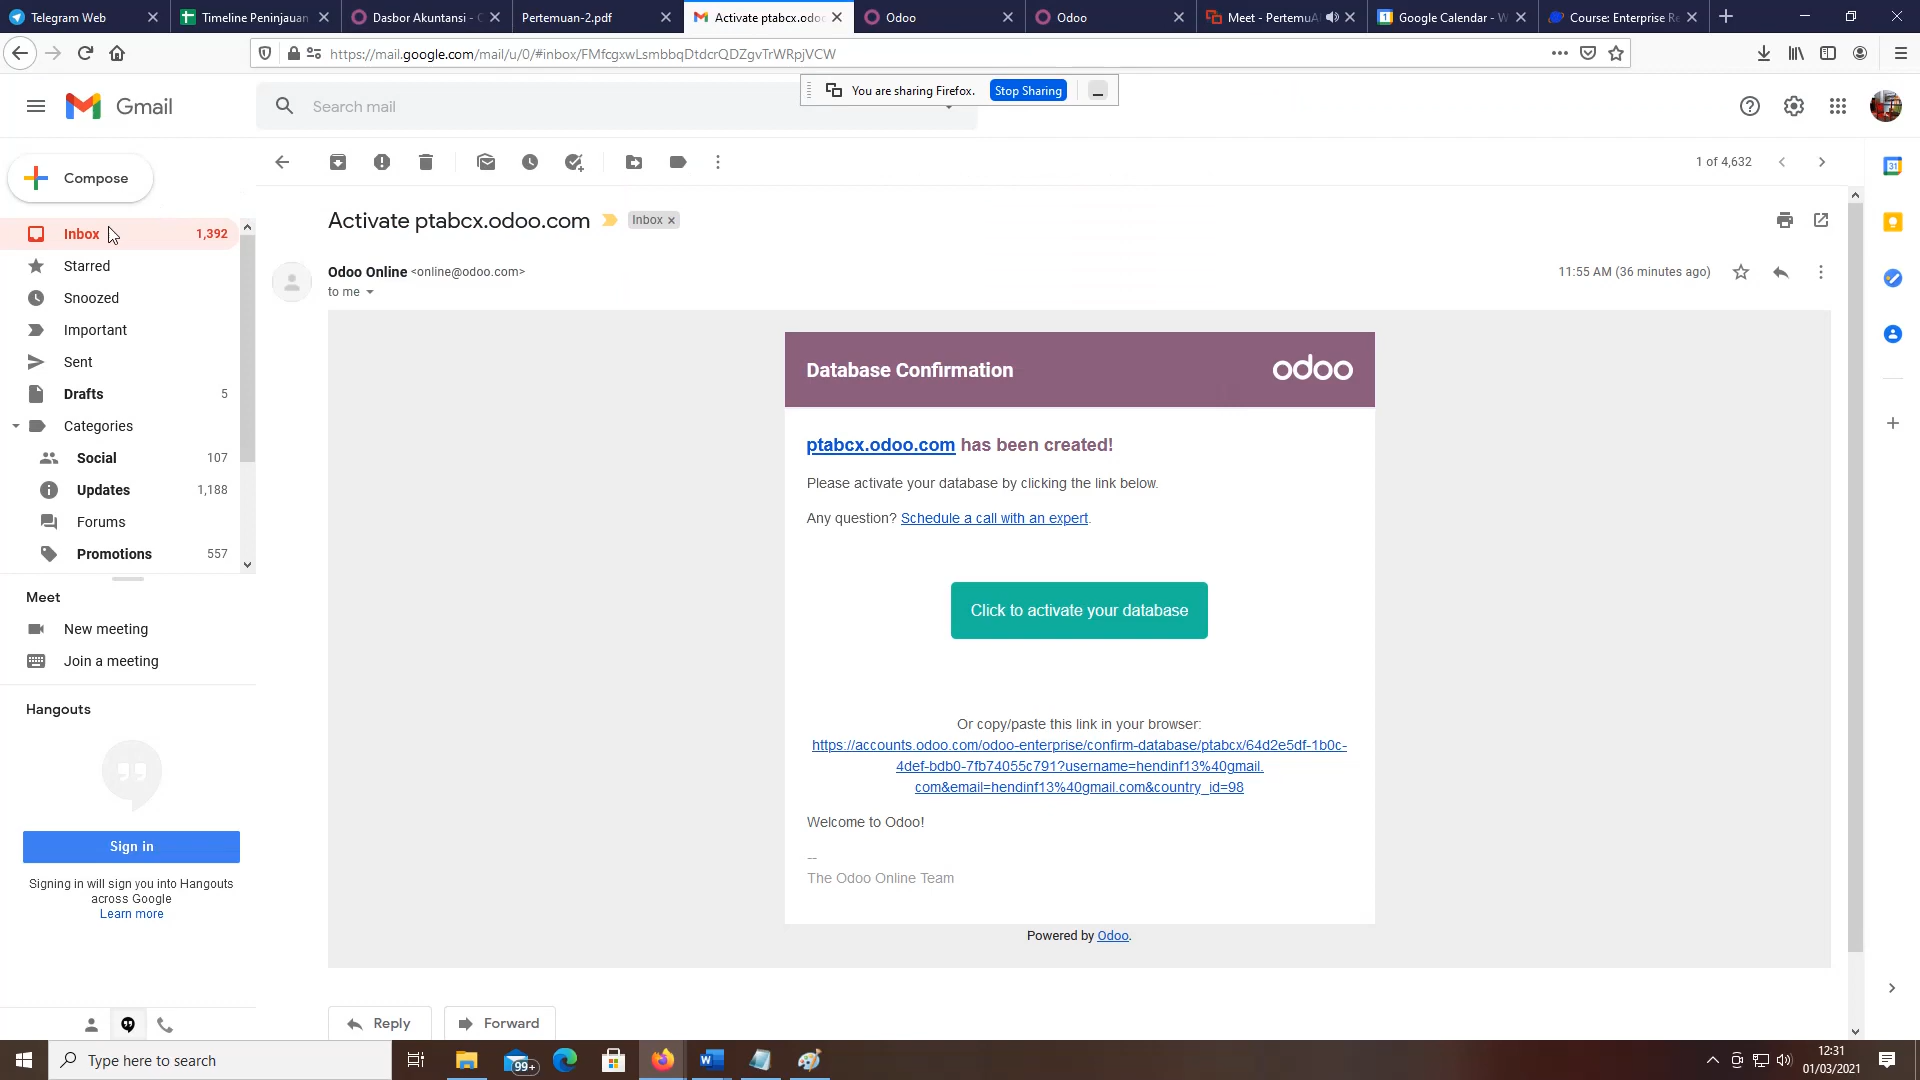 Telegram Web
Timeline Peninjauan
Dasbor Akuntansi - 
Pertemuan-2.pdf
Activate ptabcx.odoo
Odoo
Odoo
Meet - Pertemu
Google Calendar - W
Course: Enterprise Re
https://mail.google.com/mail/u/0/#inbox/FMfcgxwLsmbbqDtdcrQDZgvTrWRpjVCW
You are sharing Firefox.
Stop Sharing
Gmail
Search mail
Compose
1 of 4,632
Inbox 1,392
Starred
Snoozed
Important
Sent
Drafts 5
Categories
Social 107
Updates 1,188
Forums
Promotions 557
Meet
New meeting
Join a meeting
Hangouts
Sign in
Signing in will sign you into Hangouts
across Google
Learn more
Activate ptabcx.odoo.com Inbox x
Odoo Online <online@odoo.com>
11:55 AM (36 minutes ago)
to me
Database Confirmation
odoo
ptabcx.odoo.com has been created!
Please activate your database by clicking the link below.
Any question? Schedule a call with an expert.
Click to activate your database
Or copy/paste this link in your browser:
https://accounts.odoo.com/odoo-enterprise/confirm-database/ptabcx/64d2e5df-1b0c-
4def-bdb0-7fb74055c791?username=hendinf13%40gmail.
com&email=hendinf13%40gmail.com&country_id=98
Welcome to Odoo!
--
The Odoo Online Team
Powered by Odoo.
Reply
Forward
31
Type here to search
99+
12:31
01/03/2021